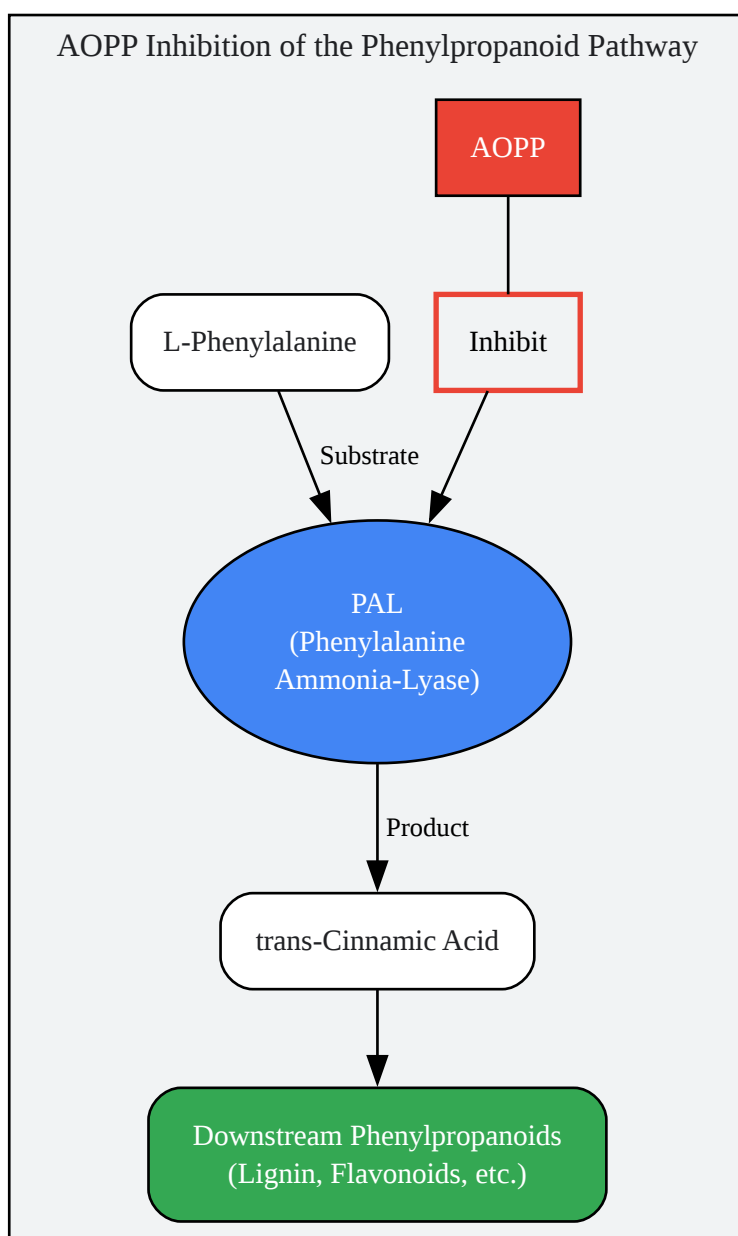 AOPP Inhibition of the Phenylpropanoid Pathway
AOPP
L-Phenylalanine
Inhibit
Substrate
PAL
(Phenylalanine
Ammonia-Lyase)
Product
trans-Cinnamic Acid
Downstream Phenylpropanoids
(Lignin, Flavonoids, etc.)